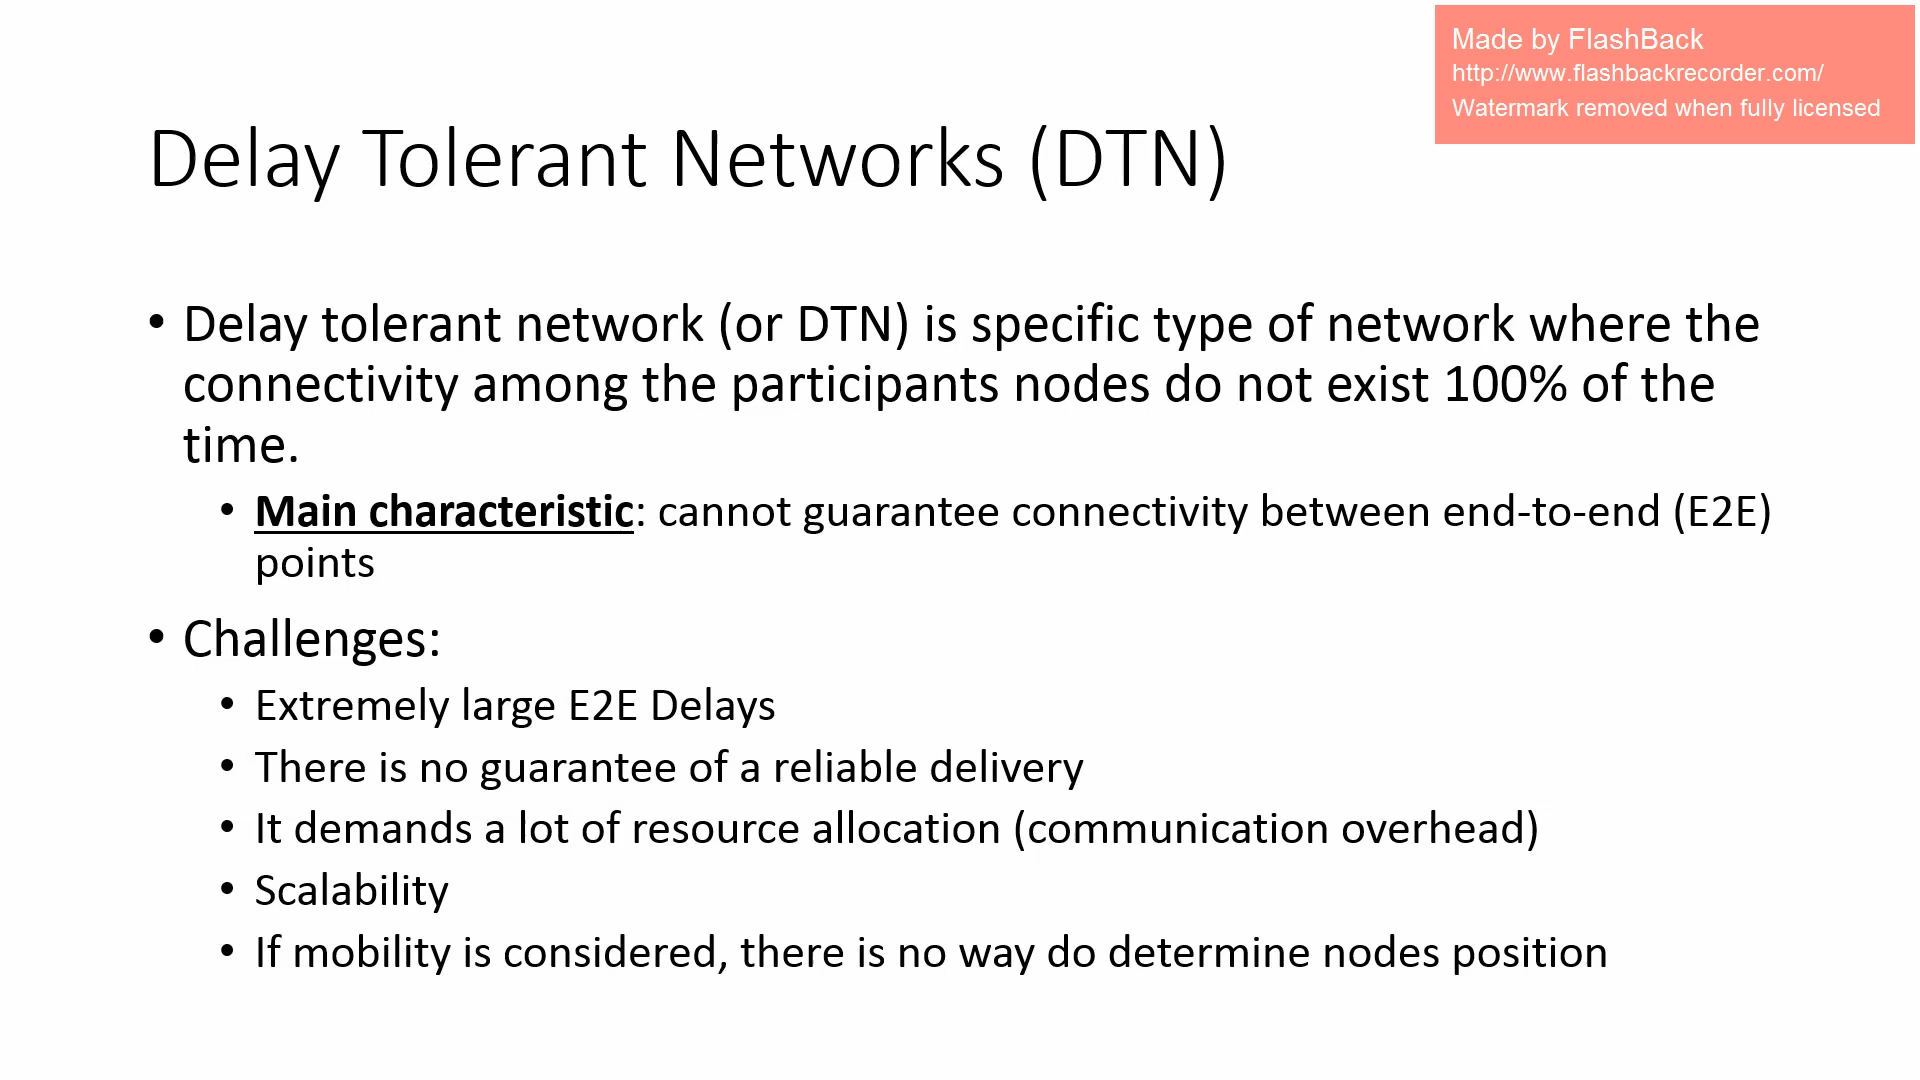 Made by FlashBack
http://www.flashbackrecorder.com/
Watermark removed when fully licensed
Delay Tolerant Networks (DTN)
• Delay tolerant network (or DTN) is specific type of network where the
connectivity among the participants nodes do not exist 100% of the
time.
• Main characteristic: cannot guarantee connectivity between end-to-end (E2E)
points
• Challenges:
• Extremely large E2E Delays
• There is no guarantee of a reliable delivery
• It demands a lot of resource allocation (communication overhead)
• Scalability
• If mobility is considered, there is no way do determine nodes position